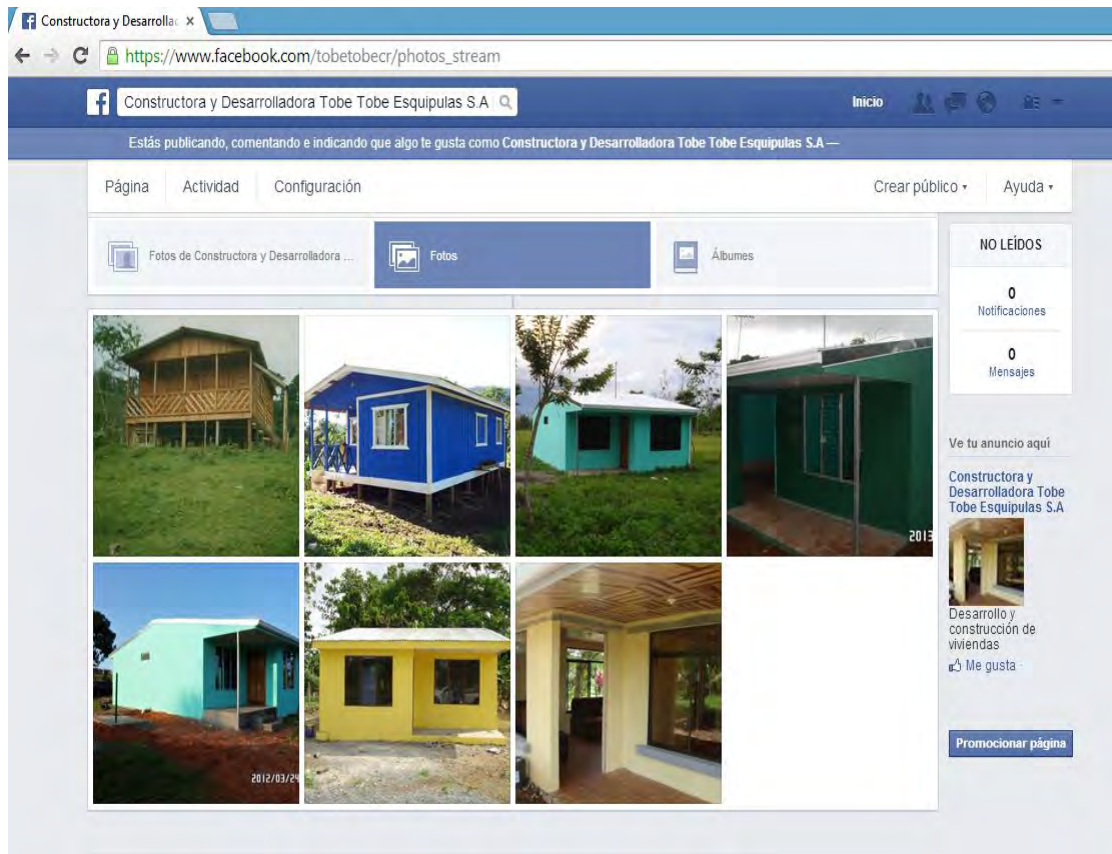 Constructora y Desarrolla
https://www.facebook.com/tobetobecr/photos_stream
Constructora y Desarrolladora Tobe Tobe Esquipulas S.A
Inicio
Estás publicando, comentando e indicando que algo te gusta como Constructora y Desarrolladora Tobe Tobe Esquipulas S.A —
Página Actividad Configuración Crear público Ayuda
Fotos de Constructora y Desarrolladora ... Fotos Álbumes
NO LEÍDOS
0
Notificaciones
0
Mensajes
2013
Ve tu anuncio aquí
Constructora y
Desarrolladora Tobe
Tobe Esquipulas S.A
Desarrollo y
construcción de
viviendas
Me gusta
2012/03/24
Promocionar página